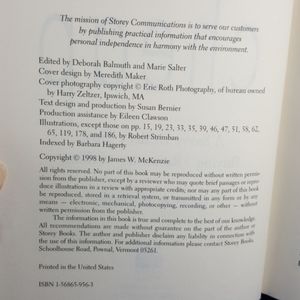 The mission of Storey Communications is to serve our customers
by publishing practical information that encourages
personal independence in harmony with the environment.
Edited by Deborah Balmuth and Marie Salter
Cover design by Meredith Maker
Cover photography copyright © Eric Roth Photography, of bureau owned
by Harry Zeltzer, Ipswich, MA
Text design and production by Susan Bernier
Production assistance by Eileen Clawson
Illustrations, except those on pp. 15, 19, 23, 33, 35, 39, 46, 47, 51, 58, 62,
65, 119, 178, and 186, by Robert Strimban
Indexed by Barbara Hagerty
Copyright © 1998 by James W. McKenzie
All rights reserved. No part of this book may be reproduced without written permis-
sion from the publisher, except by a reviewer who may quote brief passages or repro-
duce illustrations in a review with appropriate credits; nor may any part of this book
be reproduced, stored in a retrieval system, or transmitted in any form or by any
means — electronic, mechanical, photocopying, recording, or other — without
written permission from the publisher.
The information in this book is true and complete to the best of our knowledge.
All recommendations are made without guarantee on the part of the author or
Storey Books. The author and publisher disclaim any liability in connection with
the use of this information. For additional information please contact Storey Books,
Schoolhouse Road, Pownal, Vermont 05261.
Printed in the United States
ISBN 1-56865-956-3